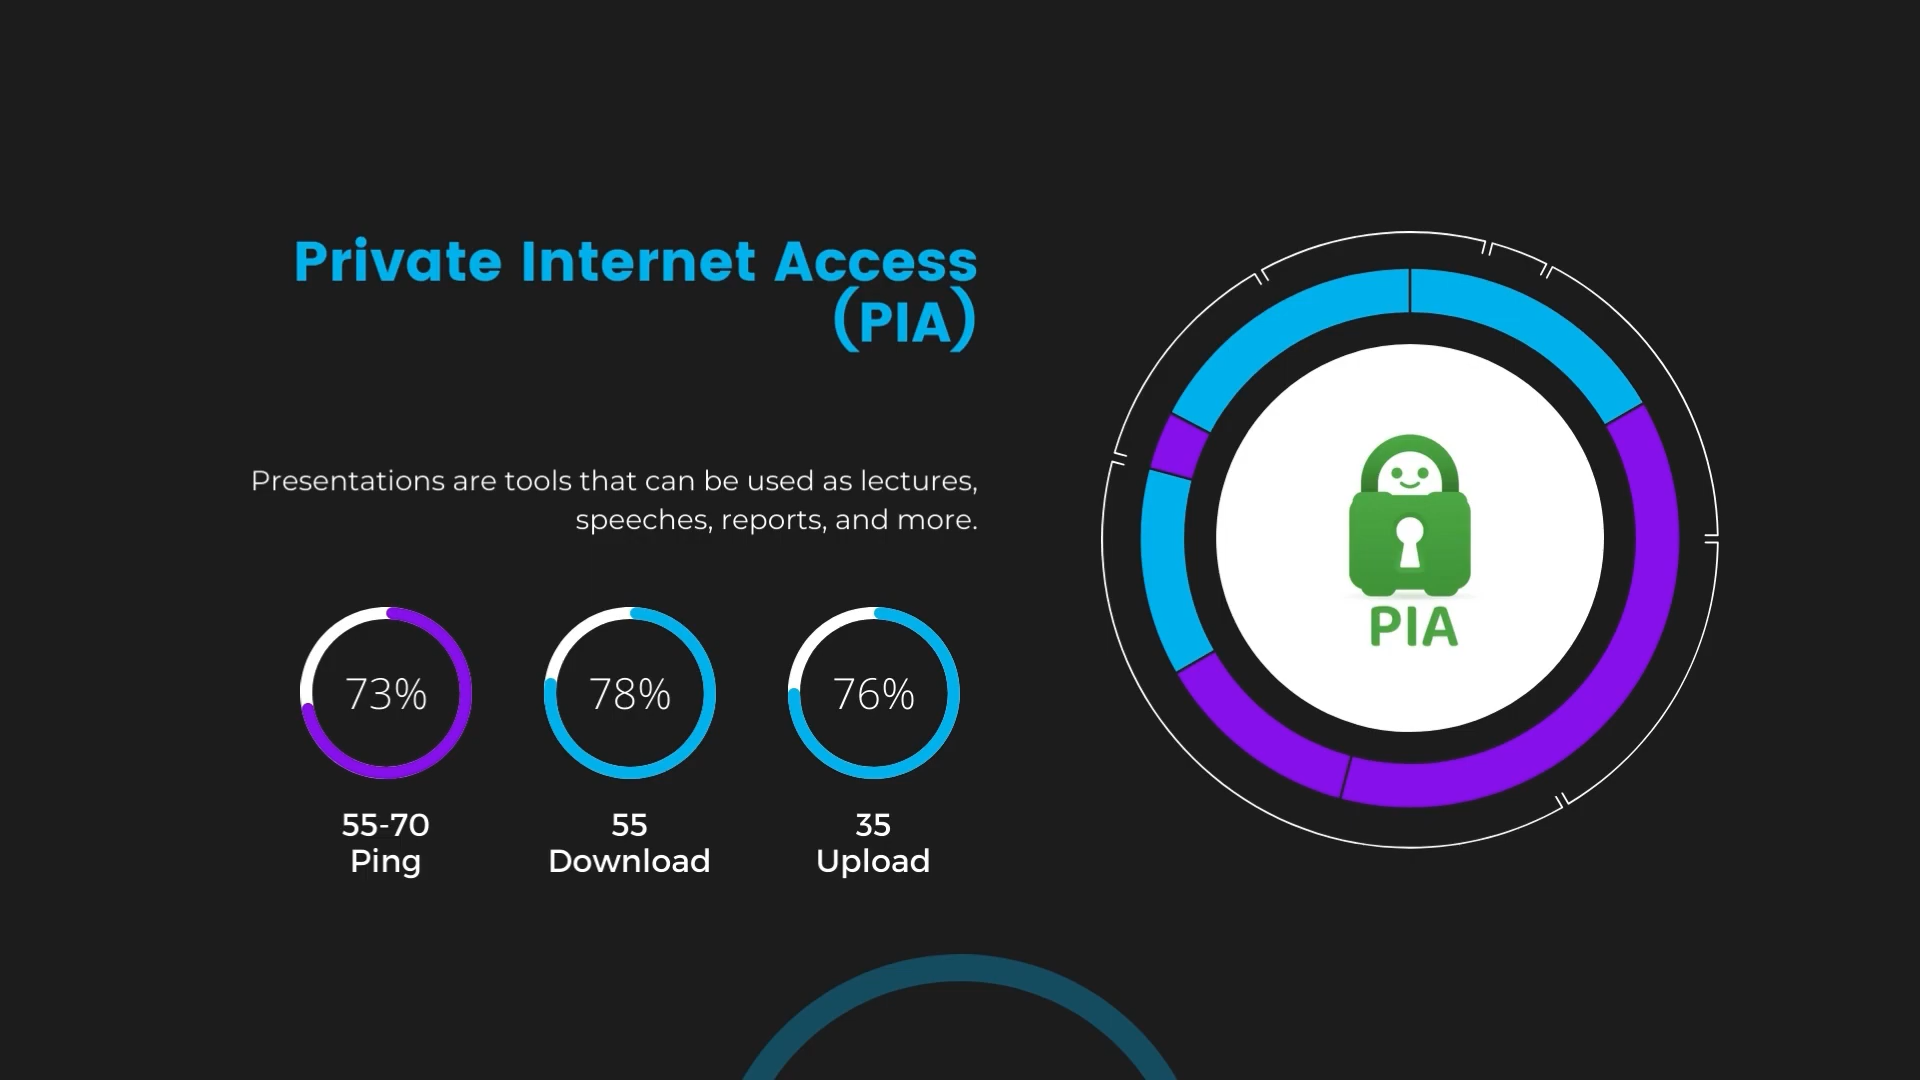 Private Internet Access
(PIA)
Presentations are tools that can be used as lectures,
speeches, reports, and more.
73%
78%
76%
55-70
Ping
55
Download
35
Upload
PIA